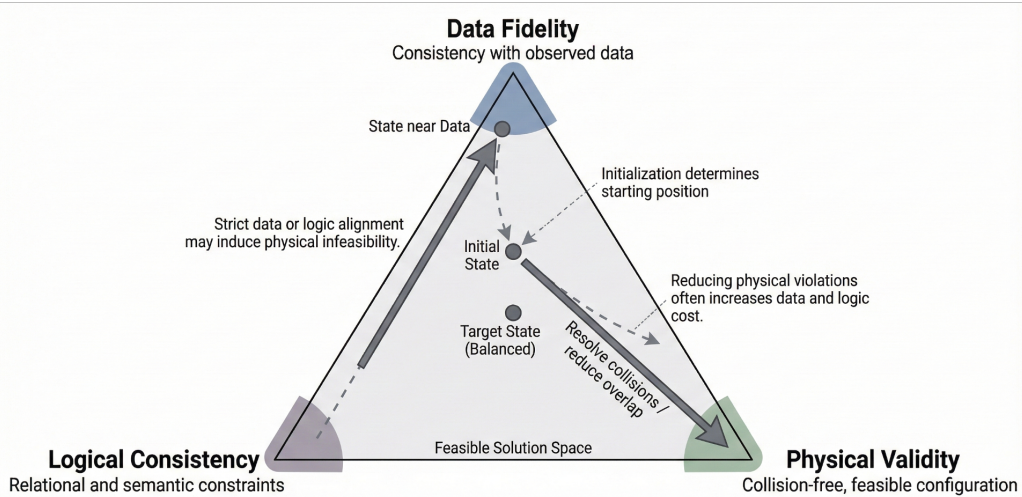 Data Fidelity
Consistency with observed data
State near Data
Initialization determines
starting position
Strict data or logic alignment
may induce physical infeasibility.
Initial
State
Reducing physical violations
often increases data and logic
cost.
Target State
(Balanced)
Resolve collisions /
reduce overlap
Feasible Solution Space
Logical Consistency
Relational and semantic constraints
Physical Validity
Collision-free, feasible configuration